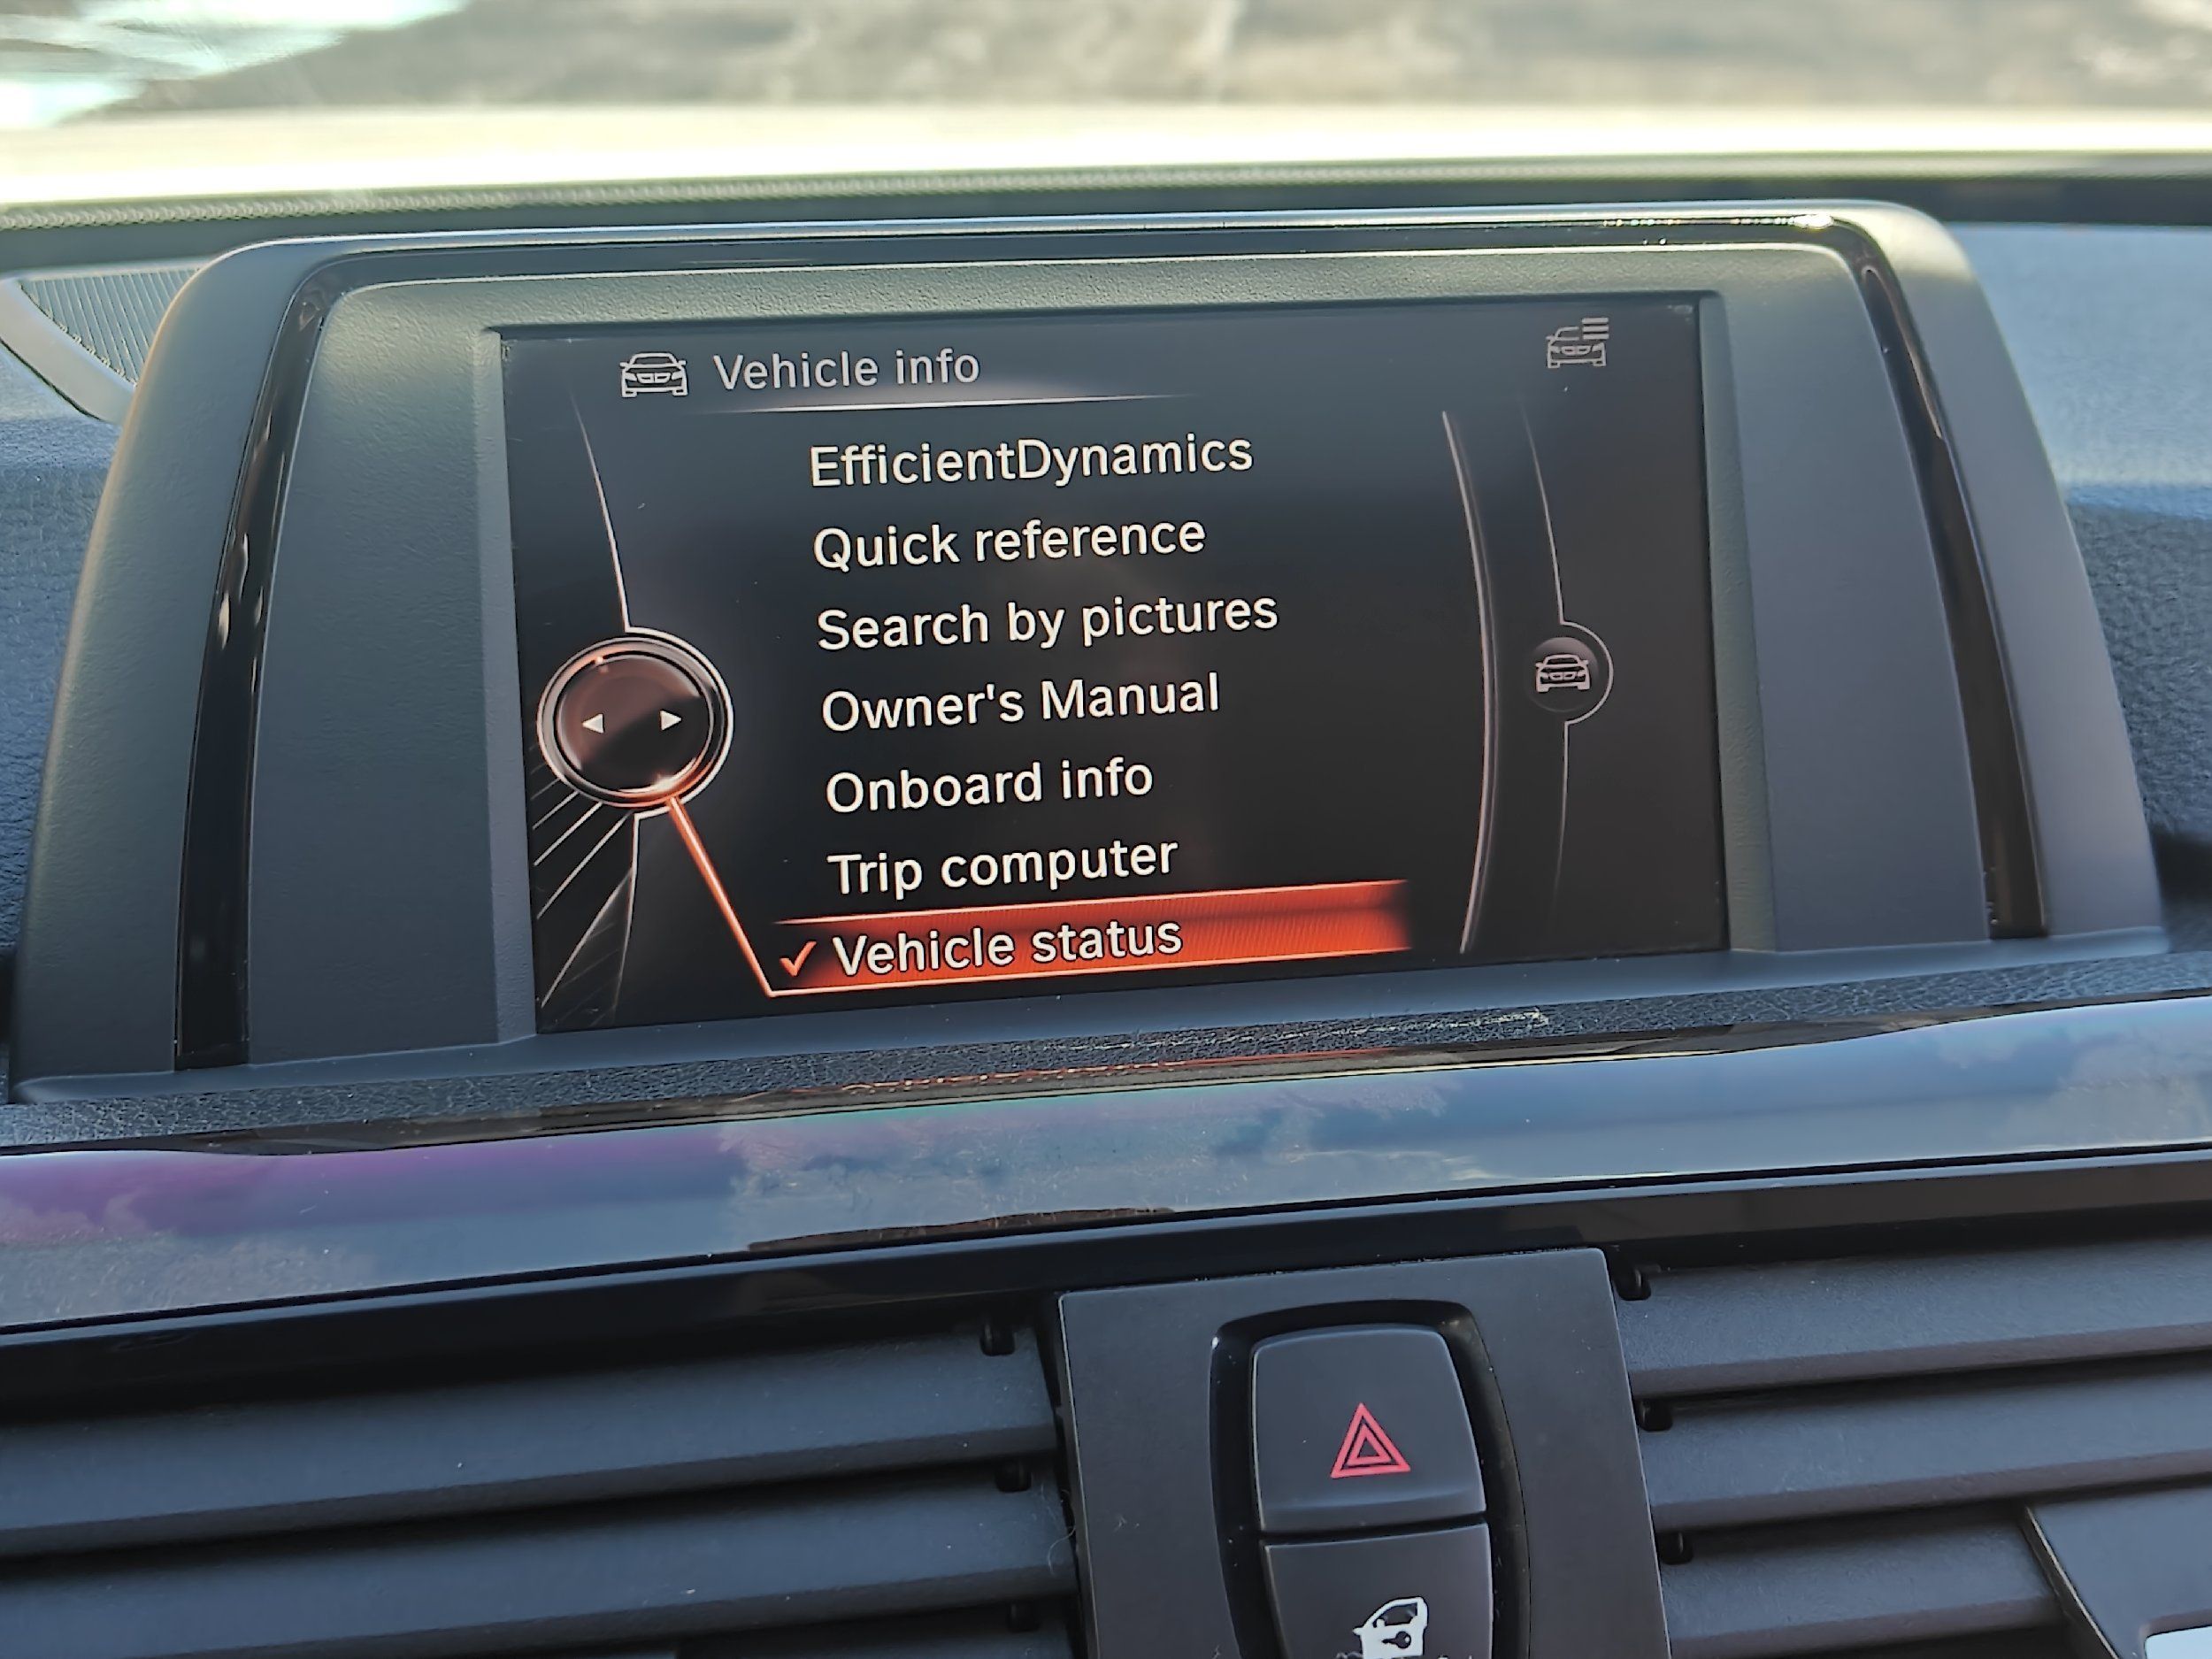 Vehicle info
EfficientDynamics
Quick reference
Search by pictures
Owner's Manual
Onboard info
Trip computer
Vehicle status